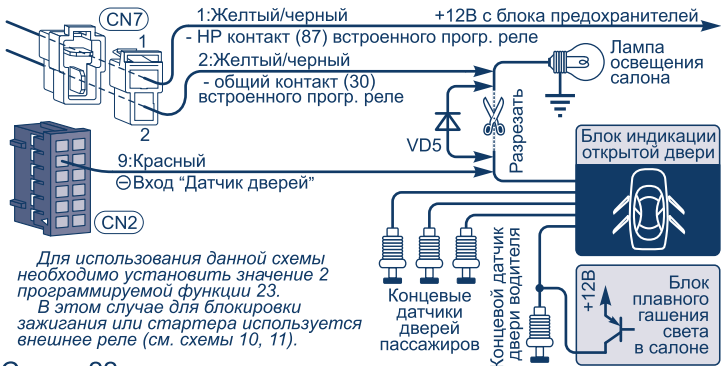 CN7
1
2
1:Желтый/черный
+12В с блока предохранителей
- НР контакт (87) встроенного прогр. реле
2:Желтый/черный
- общий контакт (30)
встроенного прогр. реле
Лампа
освещения
салона
VD5
Разрезать
9:Красный
⊖Вход “Датчик дверей”
CN2
Блок индикации
открытой двери
Концевые
датчики
дверей
пассажиров
Концевой датчик
двери водителя
+12В
Блок
плавного
гашения
света
в салоне
Для использования данной схемы
необходимо установить значение 2
программируемой функции 23.
В этом случае для блокировки
зажигания или стартера используется
внешнее реле (см. схемы 10, 11).